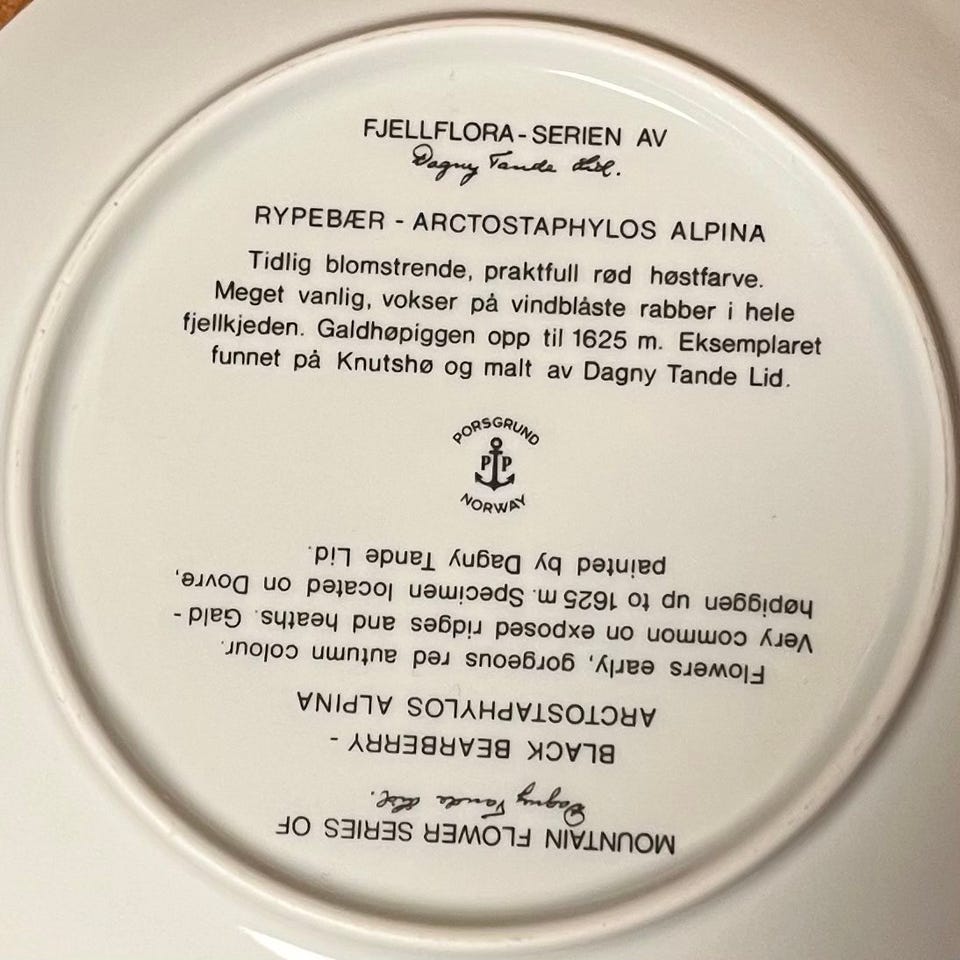 FJELLFLORA-SERIEN AV
Dagny Tande Lid.
RYPEBÆR - ARCTOSTAPHYLOS ALPINA
Tidlig blomstrende, praktfull rød høstfarve.
Meget vanlig, vokser på vindblåste rabber i hele
fjellkjeden. Galdhøpiggen opp til 1625 m. Eksemplaret
funnet på Knutshø og malt av Dagny Tande Lid.
PORSGRUND
PP
NORWAY
MOUNTAIN FLOWER SERIES OF
Dagny Tande Lid.
BLACK BEARBERRY -
ARCTOSTAPHYLOS ALPINA
Flowers early, gorgeous red autumn colour.
Very common on exposed ridges and heaths. Gald-
høpiggen up to 1625 m. Specimen located on Dovre,
painted by Dagny Tande Lid.